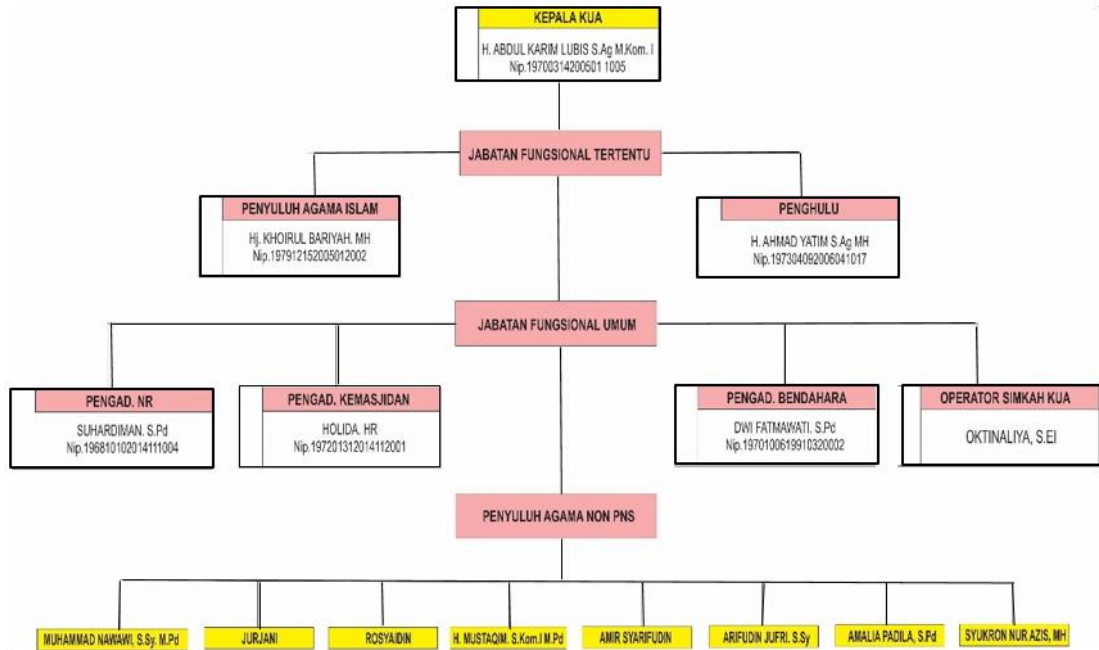 KEPALA KUA
H. ABDUL KARIM LUBIS S.Ag M.Kom. I
Nip.19700314200501 1005
JABATAN FUNGSIONAL TERTENTU
PENYULUH AGAMA ISLAM
Hj. KHOIRUL BARIYAH. MH
Nip.197912152005012002
PENGHULU
H. AHMAD YATIM S.Ag MH
Nip.197304092006041017
JABATAN FUNGSIONAL UMUM
PENGAD. NR
SUHARDIMAN. S.Pd
Nip.196810102014111004
PENGAD. KEMASJIDAN
HOLIDA. HR
Nip.197201312014112001
PENGAD. BENDAHARA
DWI FATMAWATI. S.Pd
Nip.1970100619910320002
OPERATOR SIMKAH KUA
OKTINALIYA, S.EI
PENYULUH AGAMA NON PNS
MUHAMMAD NAWAWI, S.Sy. M.Pd
JURJANI
ROSYAIDIN
H. MUSTAQIM. S.Kom.I M.Pd
AMIR SYARIFUDIN
ARIFUDIN JUFRI. S.Sy
AMALIA PADILA, S.Pd
SYUKRON NUR AZIS, MH